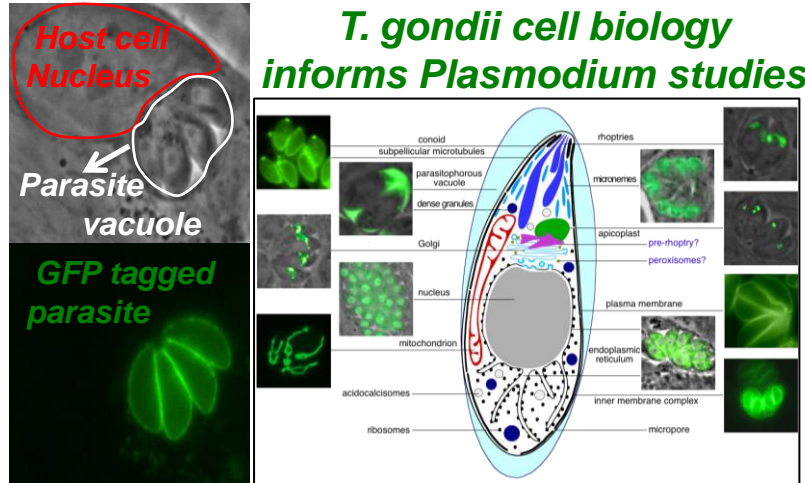 T. gondii cell biology
informs Plasmodium studies
Host cell
Nucleus
Parasite
vacuole
GFP tagged
parasite
conoid
subpellicular microtubules
parasitophorous
vacuole
dense granules
Golgi
nucleus
mitochondrion
acidocalcisomes
ribosomes
rhoptries
micronemes
apicoplast
pre-rhoptry?
peroxisomes?
plasma membrane
endoplasmic
reticulum
inner membrane complex
micropore